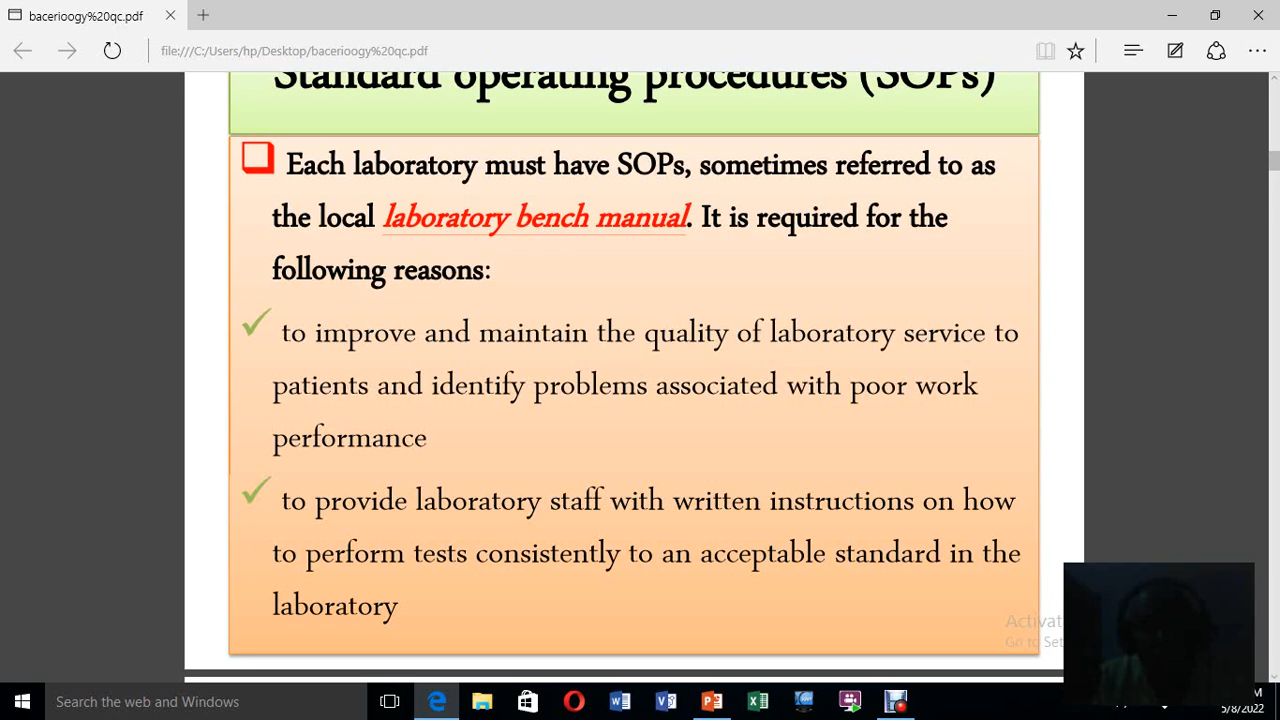 bacerioogy%20qc.pdf
file:///C:/Users/hp/Desktop/bacerioogy%20qc.pdf
Standard operating procedures (SOPs)
Each laboratory must have SOPs, sometimes referred to as
the local laboratory bench manual. It is required for the
following reasons:
to improve and maintain the quality of laboratory service to
patients and identify problems associated with poor work
performance
to provide laboratory staff with written instructions on how
to perform tests consistently to an acceptable standard in the
laboratory
Activat
Go to Set
Search the web and Windows
5/8/2022